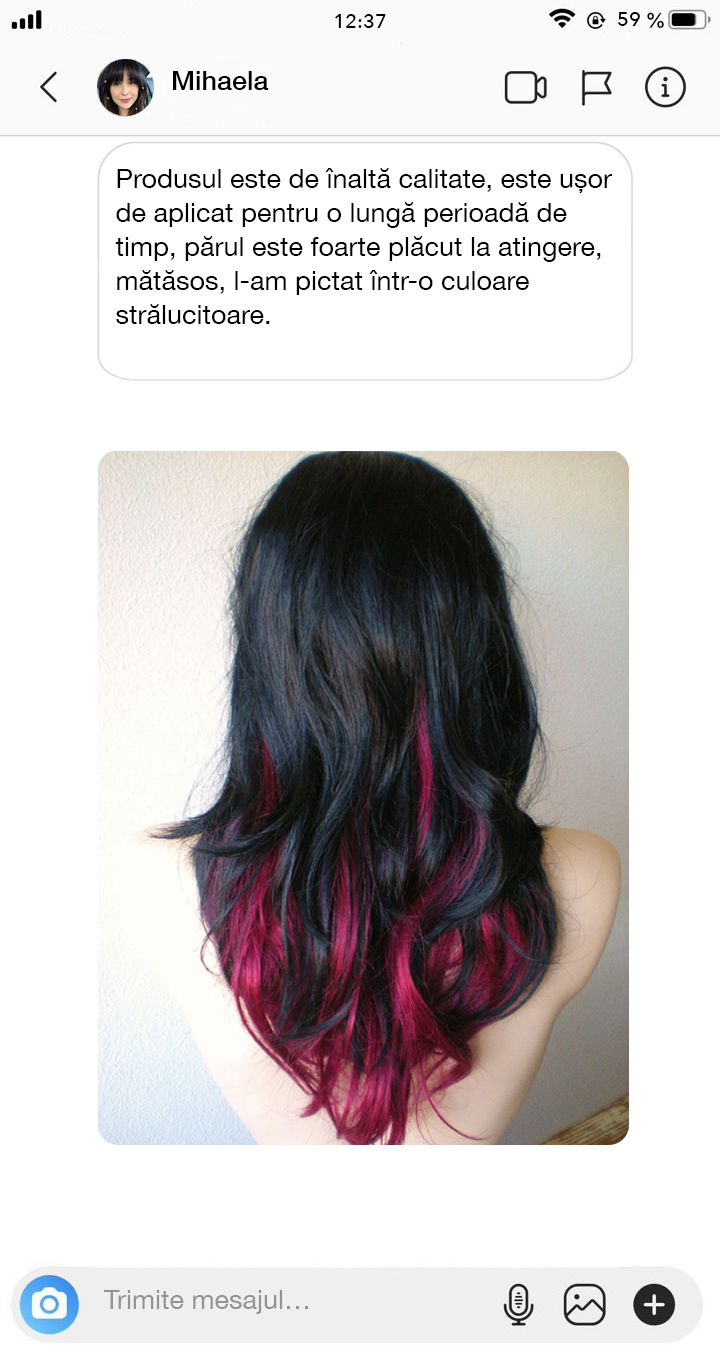 12:37
59 %
Mihaela
Produsul este de înaltă calitate, este ușor
de aplicat pentru o lungă perioadă de
timp, părul este foarte plăcut la atingere,
mătăsos, l-am pictat într-o culoare
strălucitoare.
Trimite mesajul...